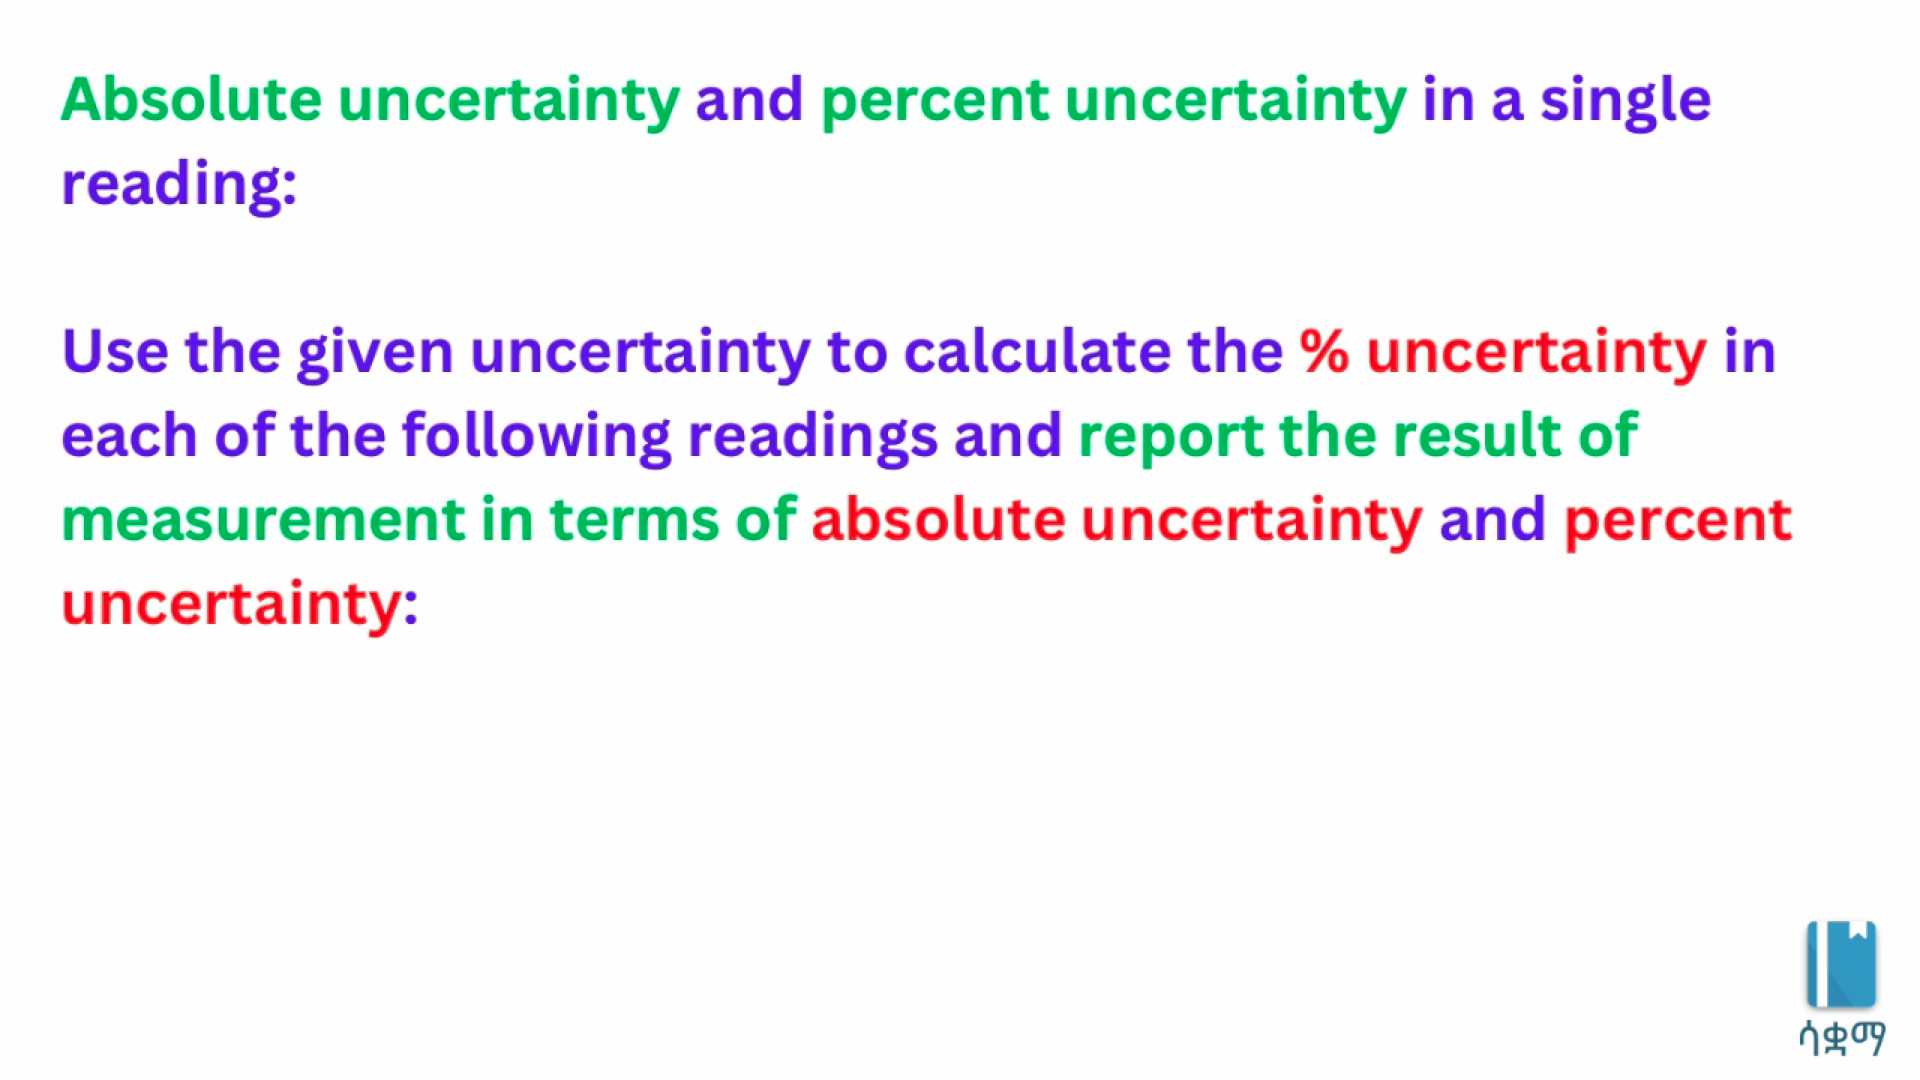 Absolute uncertainty and percent uncertainty in a single
reading:
Use the given uncertainty to calculate the % uncertainty in
each of the following readings and report the result of
measurement in terms of absolute uncertainty and percent
uncertainty:
ሳቋማ